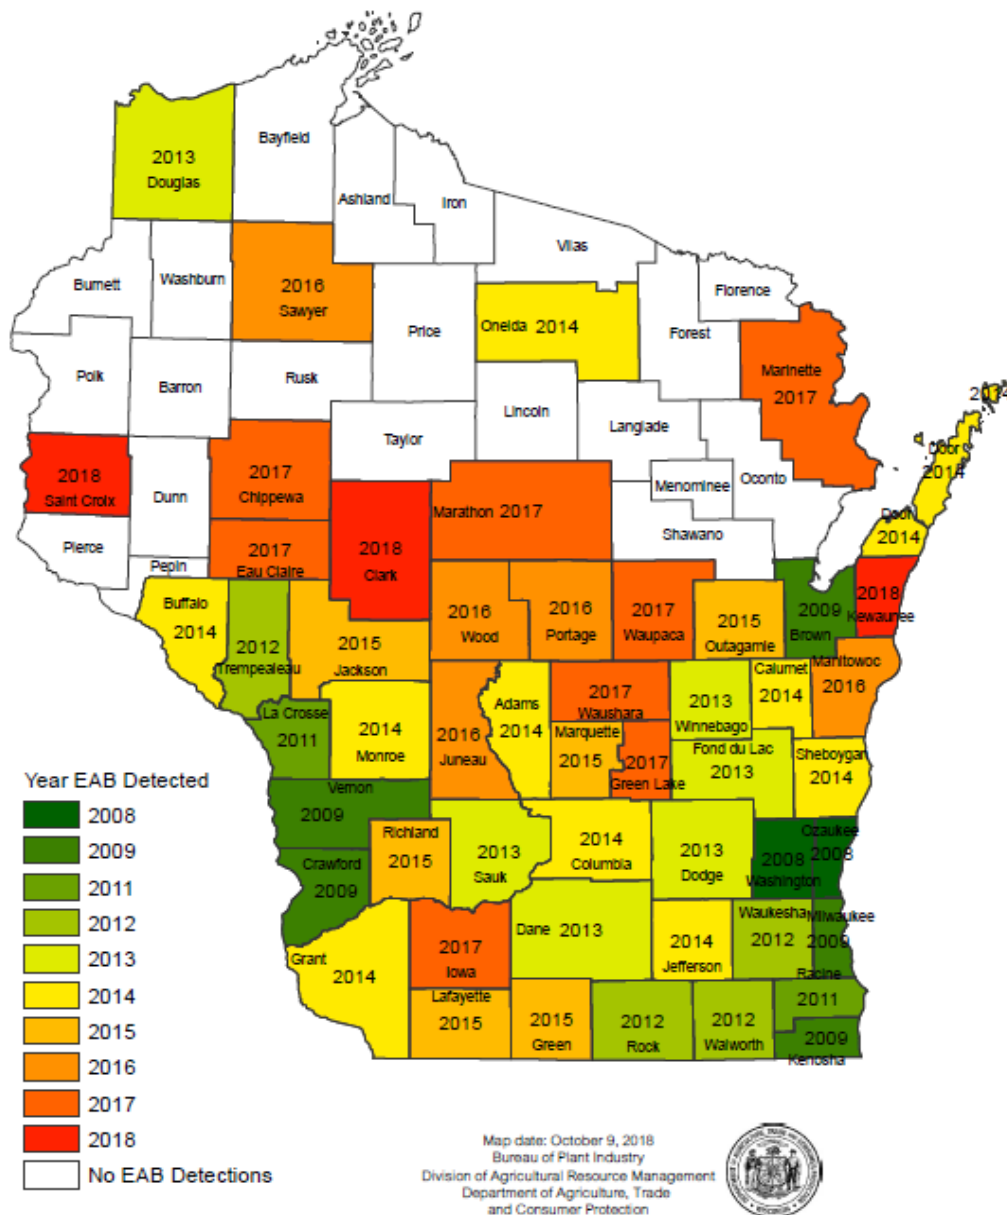 Bayfield
2013
Douglas
Ashland
Iron
Vilas
Burnett
Washburn
2016
Sawyer
Florence
Price
Oneida 2014
Forest
Marinette
2017
Polk
Barron
Rusk
2014
Lincoln
Langlade
Taylor
Door
2014
2018
Saint Croix
Dunn
2017
Chippewa
Menominee
Oconto
Marathon 2017
Shawano
Door
2014
Pierce
2017
Eau Claire
2018
Clark
Pepin
Buffalo
2014
2012
Trempealeau
2015
Jackson
2016
Wood
2016
Portage
2017
Waupaca
2015
Outagamie
2009
Brown
2018
Kewaunee
La Crosse
2011
2014
Monroe
2016
Juneau
Adams
2014
2017
Waushara
Marquette
2015
2017
Green Lake
2013
Winnebago
Calumet
2014
Manitowoc
2016
Fond du Lac
2013
Sheboygan
2014
Vernon
2009
Crawford
2009
Richland
2015
2013
Sauk
2014
Columbia
2013
Dodge
2008
Washington
Ozaukee
2008
Grant
2014
2017
Iowa
Dane 2013
2014
Jefferson
Waukesha
2012
Milwaukee
2009
Lafayette
2015
2015
Green
2012
Rock
2012
Walworth
Racine
2011
2009
Kenosha
Year EAB Detected
2008
2009
2011
2012
2013
2014
2015
2016
2017
2018
No EAB Detections
Map date: October 9, 2018
Bureau of Plant Industry
Division of Agricultural Resource Management
Department of Agriculture, Trade
and Consumer Protection